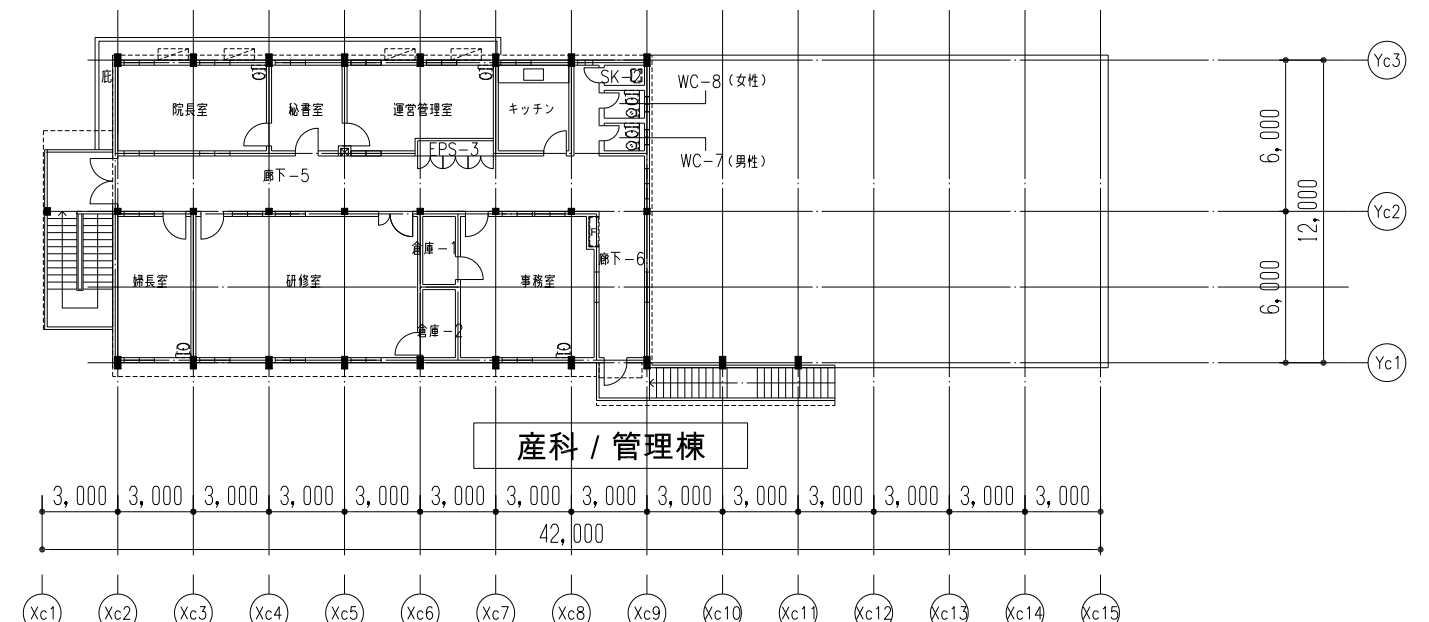 Yc3
庇
SK-2
WC-8 (女性)
院長室
秘書室
運営管理室
キッチン
6,000
EPS-3
WC-7 (男性)
廊下-5
12,000
Yc2
倉庫-1
廊下-6
婦長室
研修室
事務室
6,000
倉庫-2
Yc1
産科 / 管理棟
3,000 3,000 3,000 3,000 3,000 3,000 3,000 3,000 3,000 3,000 3,000 3,000 3,000 3,000
42,000
Xc1 Xc2 Xc3 Xc4 Xc5 Xc6 Xc7 Xc8 Xc9 Xc10 Xc11 Xc12 Xc13 Xc14 Xc15